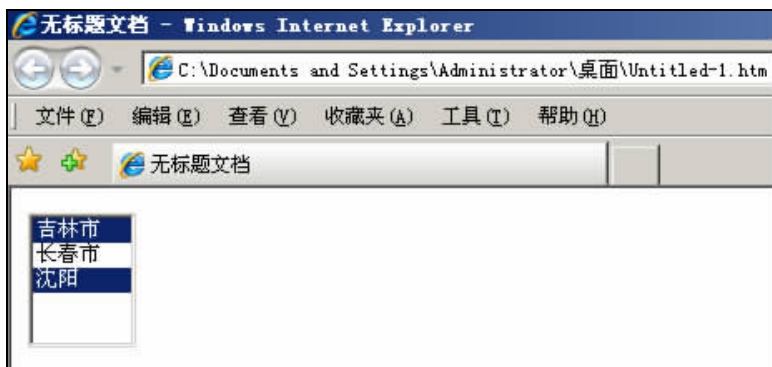 无标题文档 - Windows Internet Explorer
C:\Documents and Settings\Administrator\桌面\Untitled-1.htm
文件(F) 编辑(E) 查看(V) 收藏夹(A) 工具(T) 帮助(H)
无标题文档
吉林市
长春市
沈阳